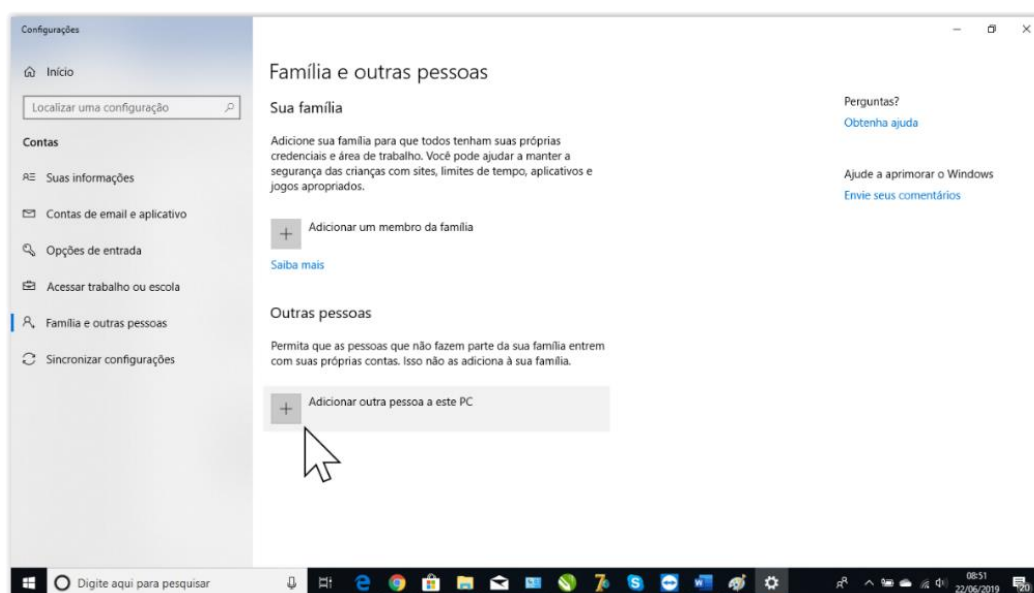 Configurações
Início
Localizar uma configuração
Contas
Suas informações
Contas de email e aplicativo
Opções de entrada
Acessar trabalho ou escola
Família e outras pessoas
Sincronizar configurações
Família e outras pessoas
Sua família
Adicione sua família para que todos tenham suas próprias
credenciais e área de trabalho. Você pode ajudar a manter a
segurança das crianças com sites, limites de tempo, aplicativos e
jogos apropriados.
Adicionar um membro da família
Saiba mais
Outras pessoas
Permita que as pessoas que não fazem parte da sua família entrem
com suas próprias contas. Isso não as adiciona à sua família.
Adicionar outra pessoa a este PC
Perguntas?
Obtenha ajuda
Ajude a aprimorar o Windows
Envie seus comentários
Digite aqui para pesquisar
08:51
22/06/2019
20